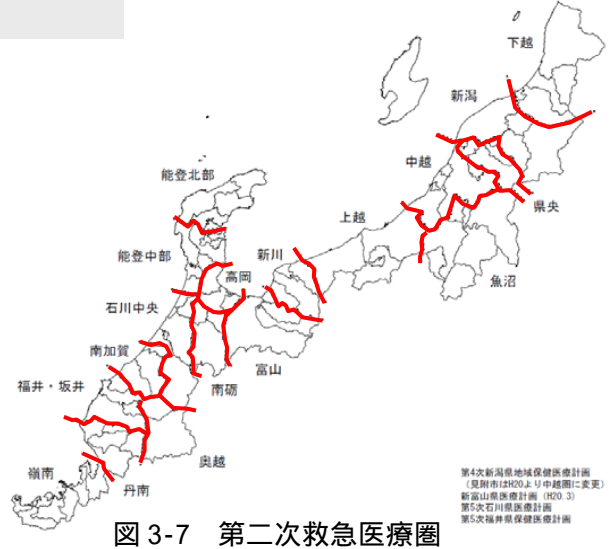 下越
新潟
中越
能登北部
県央
上越
能登中部
新川
高岡
魚沼
石川中央
南加賀
富山
南砺
福井・坂井
奥越
嶺南
丹南
第4次新潟県地域保健医療計画
（見附市はH20より中越圏に変更）
新富山県医療計画（H20.3）
第5次石川県医療計画
第5次福井県保健医療計画
図 3-7　第二次救急医療圏